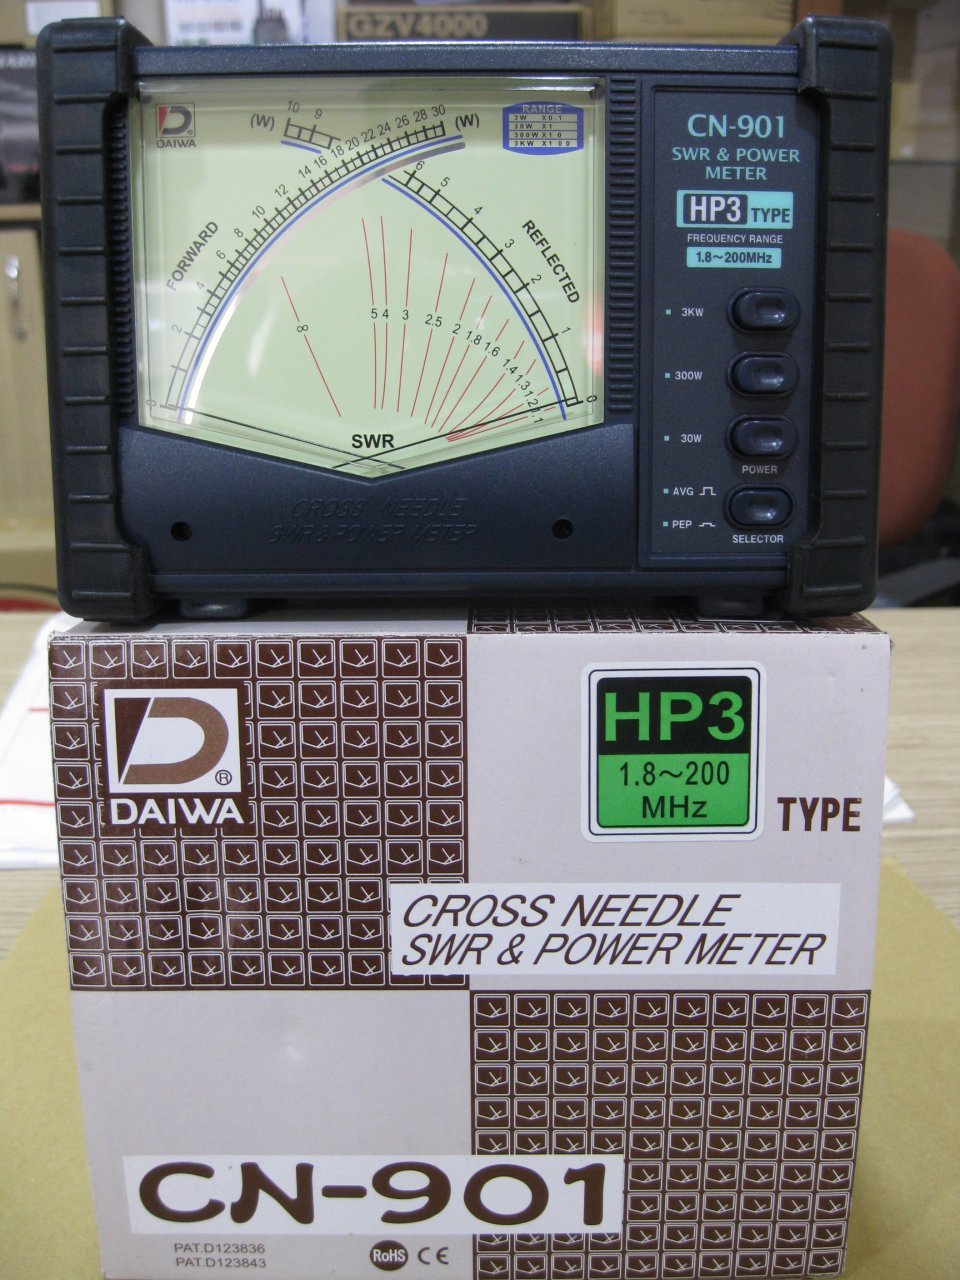 GZV4000
D ®
DAIWA
RANGE
3W X0.1
30W X1
300W X10
3KW X100
(W) 10 9
2 4 6 8 10 12 14 16 18 20 22 24 26 28 30 (W)
6 5 4 3 2 1 0
0
FORWARD
REFLECTED
∞ 5 4 3 2.5 2 1.8 1.6 1.4 1.3 1.2 1.1
SWR
CROSS NEEDLE
SWR & POWER METER
CN-901
SWR & POWER
METER
HP3 TYPE
FREQUENCY RANGE
1.8~200MHz
3KW
300W
30W
POWER
AVG
PEP
SELECTOR
D ®
DAIWA
HP3
1.8~200
MHz
TYPE
CROSS NEEDLE
SWR & POWER METER
CN-901
PAT.D123836
PAT.D123843
RoHS CE